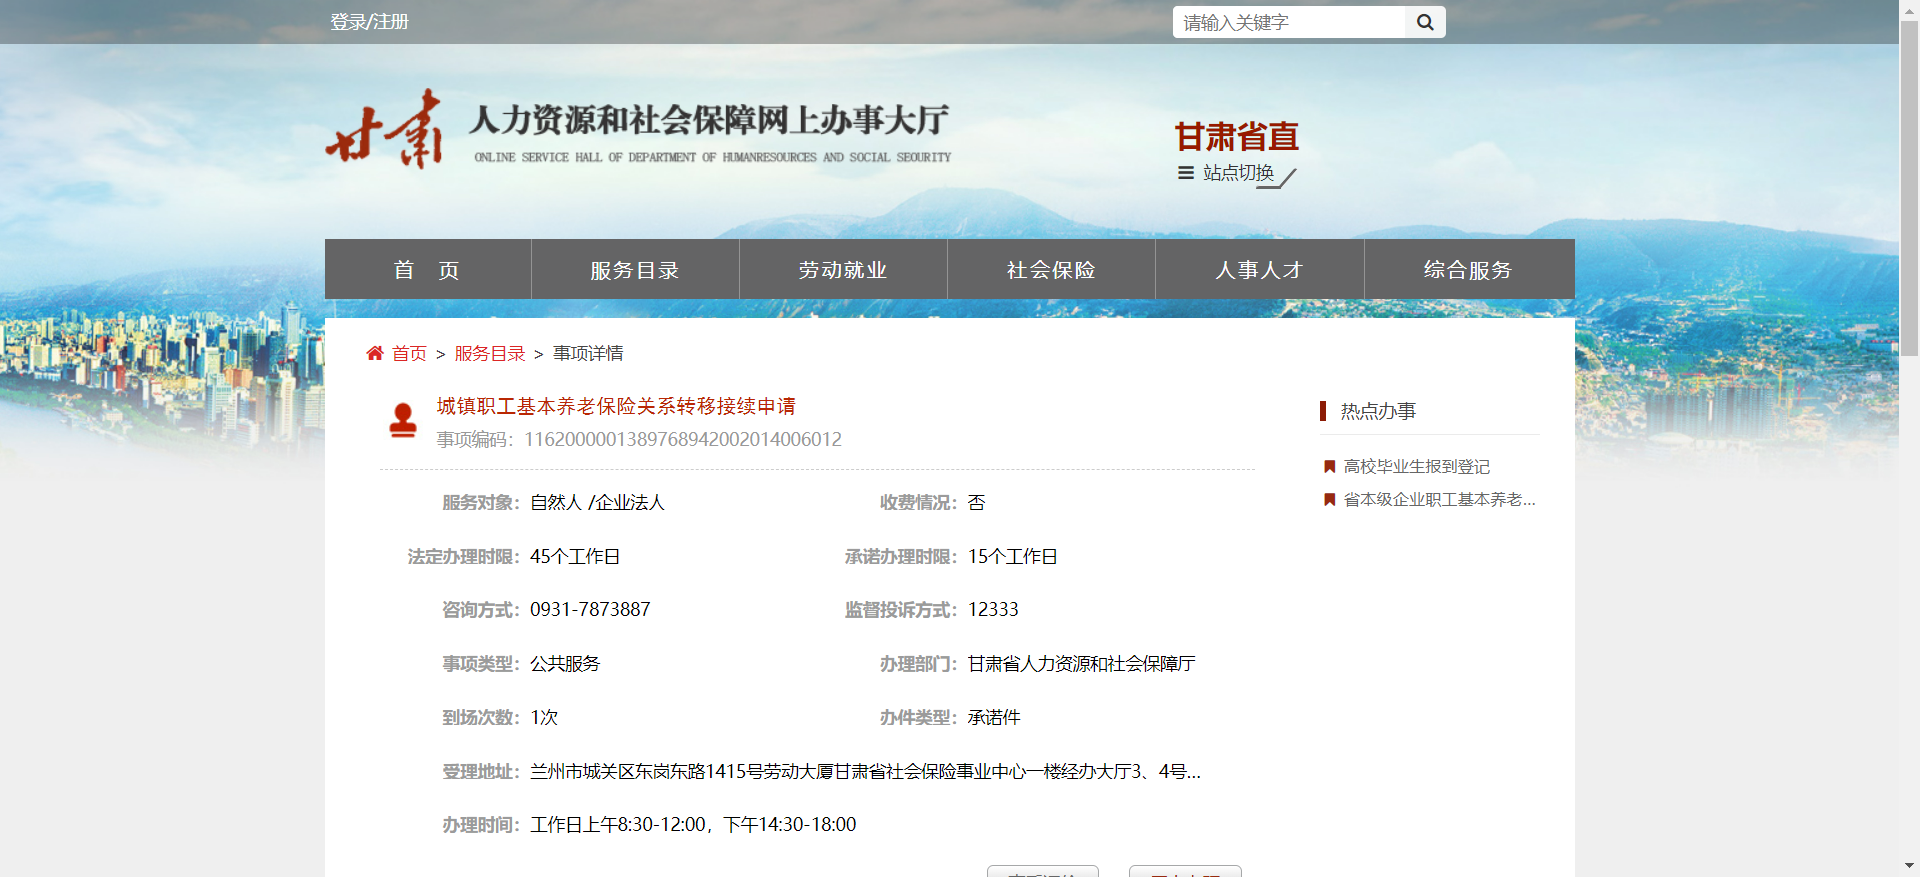 登录/注册
请输入关键字
甘肃 人力资源和社会保障网上办事大厅
ONLINE SERVICE HALL OF DEPARTMENT OF HUMANRESOURCES AND SOCIAL SEOURITY
甘肃省直
站点切换
首 页 服务目录 劳动就业 社会保险 人事人才 综合服务
首页 > 服务目录 > 事项详情
城镇职工基本养老保险关系转移接续申请
事项编码：1162000001389768942002014006012
热点办事
高校毕业生报到登记
省本级企业职工基本养老...
服务对象：自然人 /企业法人 收费情况：否
法定办理时限：45个工作日 承诺办理时限：15个工作日
咨询方式：0931-7873887 监督投诉方式：12333
事项类型：公共服务 办理部门：甘肃省人力资源和社会保障厅
到场次数：1次 办件类型：承诺件
受理地址：兰州市城关区东岗东路1415号劳动大厦甘肃省社会保险事业中心一楼经办大厅3、4号...
办理时间：工作日上午8:30-12:00，下午14:30-18:00